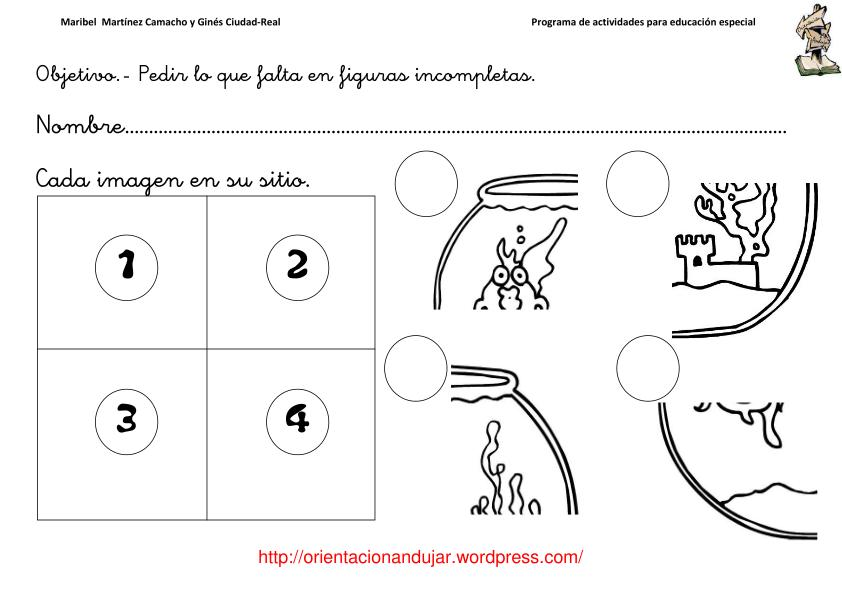 Maribel  Martínez Camacho y Ginés Ciudad-Real
Programa de actividades para educación especial
Objetivo.- Pedir lo que falta en figuras incompletas.
Nombre...........................................................................................................................
Cada imagen en su sitio.
1
2
3
4
http://orientacionandujar.wordpress.com/